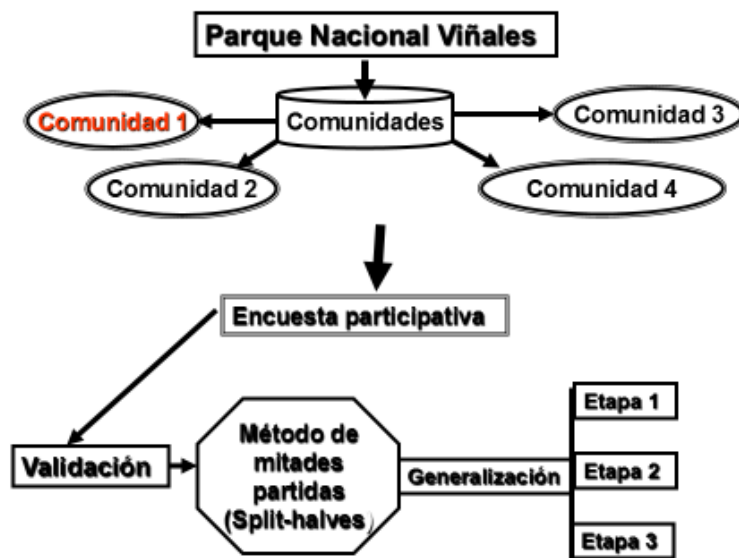 Parque Nacional Viñales
Comunidad 1
Comunidades
Comunidad 3
Comunidad 2
Comunidad 4
Encuesta participativa
Validación
Método de
mitades
partidas
(Split-halves)
Generalización
Etapa 1
Etapa 2
Etapa 3